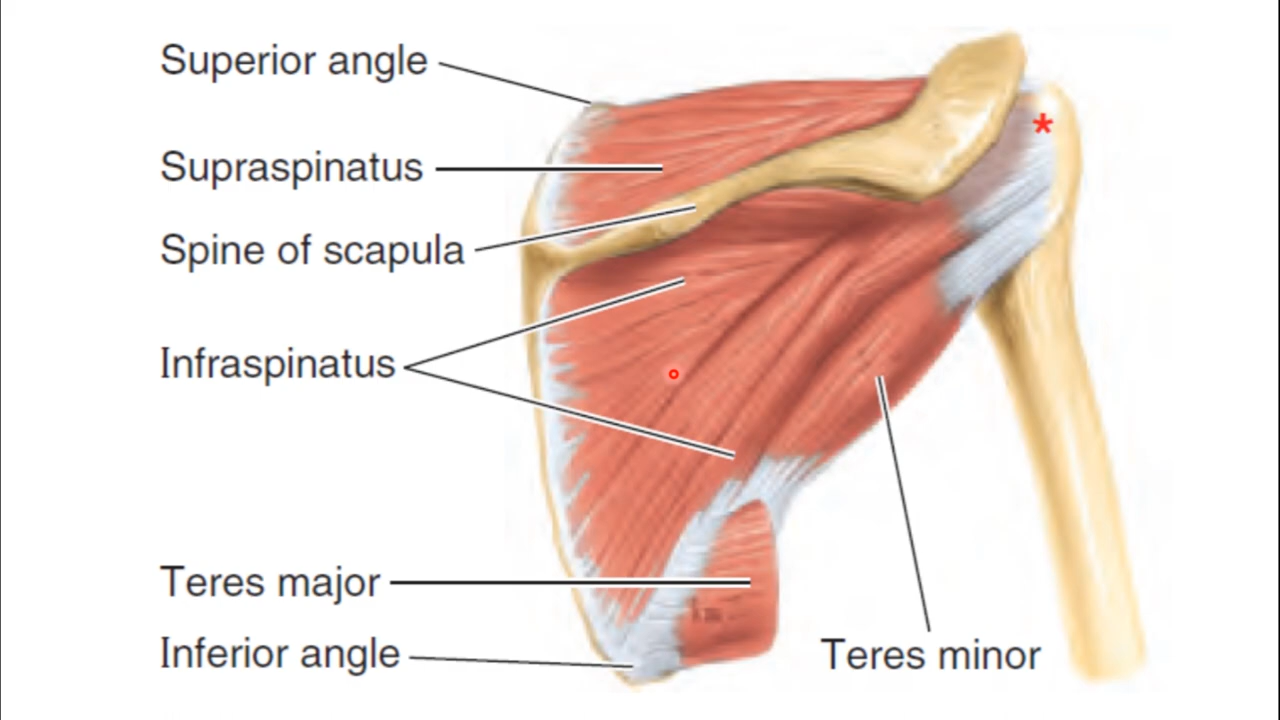 Superior angle
Supraspinatus
Spine of scapula
Infraspinatus
Teres major
Inferior angle
Teres minor
*